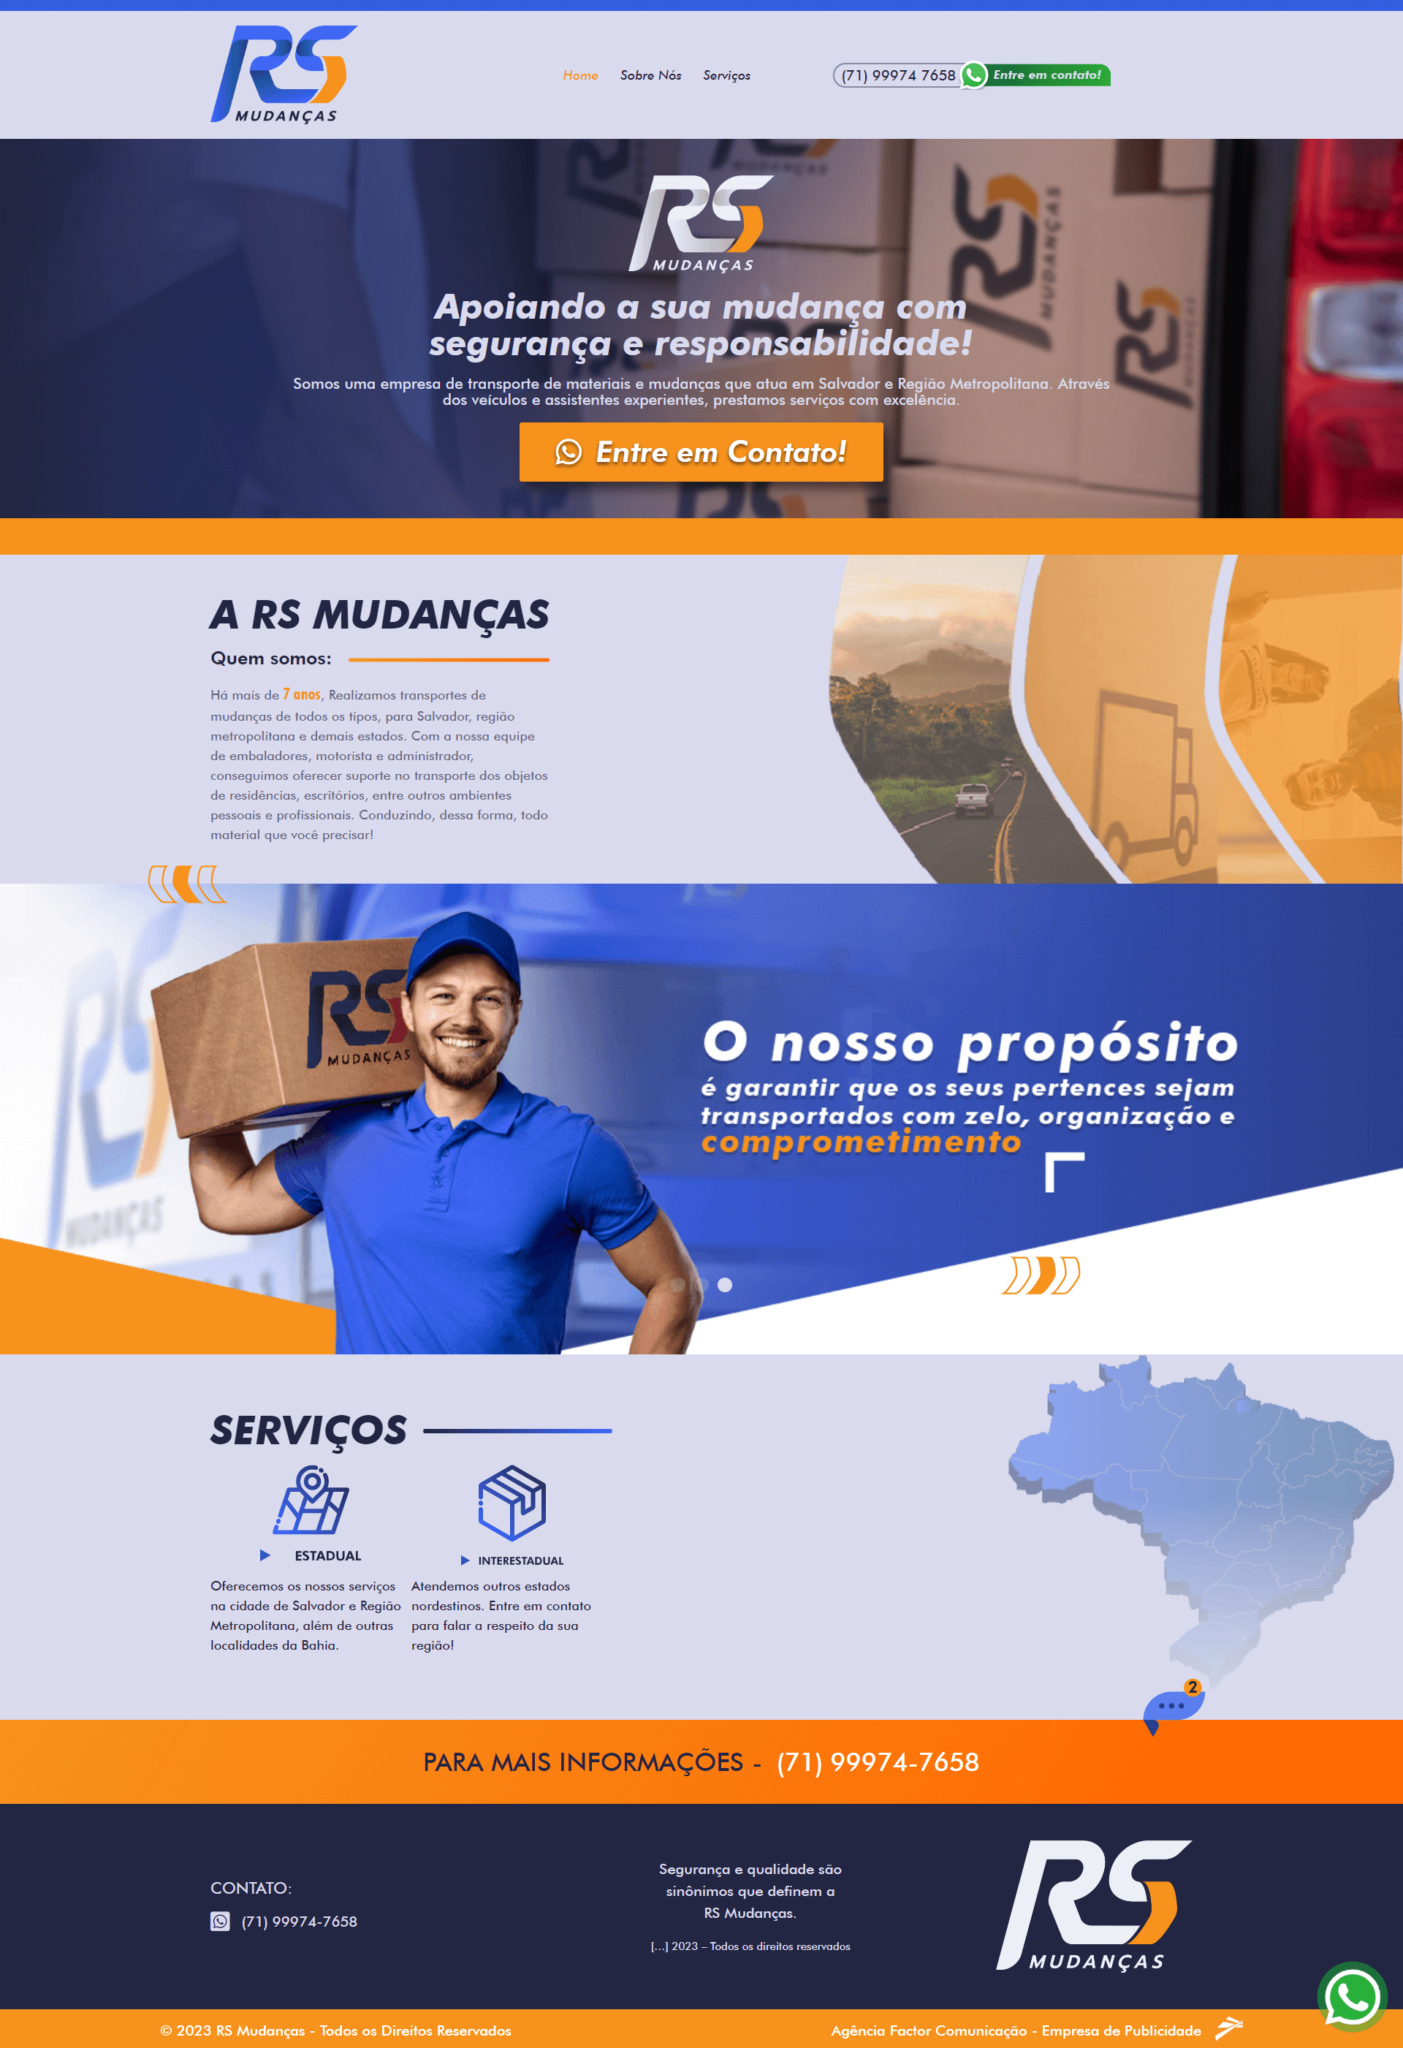 RS
MUDANÇAS
Home Sobre Nós Serviços
(71) 99974 7658 Entre em contato!
RS
MUDANÇAS
RS
MUDANÇAS
RS
MUDANÇAS
Apoiando a sua mudança com
segurança e responsabilidade!
Somos uma empresa de transporte de materiais e mudanças que atua em Salvador e Região Metropolitana. Através
dos veículos e assistentes experientes, prestamos serviços com excelência.
Entre em Contato!
A RS MUDANÇAS
Quem somos:
Há mais de 7 anos, Realizamos transportes de
mudanças de todos os tipos, para Salvador, região
metropolitana e demais estados. Com a nossa equipe
de embaladores, motorista e administrador,
conseguimos oferecer suporte no transporte dos objetos
de residências, escritórios, entre outros ambientes
pessoais e profissionais. Conduzindo, dessa forma, todo
material que você precisar!
RS
MUDANÇAS
RS
MUDANÇAS
O nosso propósito
é garantir que os seus pertences sejam
transportados com zelo, organização e
comprometimento
SERVIÇOS
ESTADUAL
Oferecemos os nossos serviços
na cidade de Salvador e Região
Metropolitana, além de outras
localidades da Bahia.
INTERESTADUAL
Atendemos outros estados
nordestinos. Entre em contato
para falar a respeito da sua
região!
2
PARA MAIS INFORMAÇÕES - (71) 99974-7658
CONTATO:
(71) 99974-7658
Segurança e qualidade são
sinônimos que definem a
RS Mudanças.
[...] 2023 – Todos os direitos reservados
RS
MUDANÇAS
© 2023 RS Mudanças - Todos os Direitos Reservados
Agência Factor Comunicação - Empresa de Publicidade